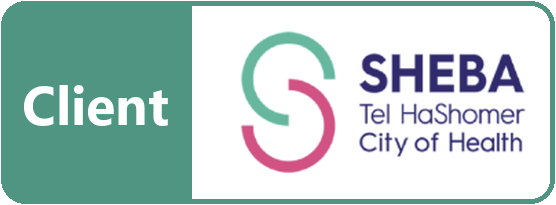 Client
SHEBA
Tel HaShomer
City of Health